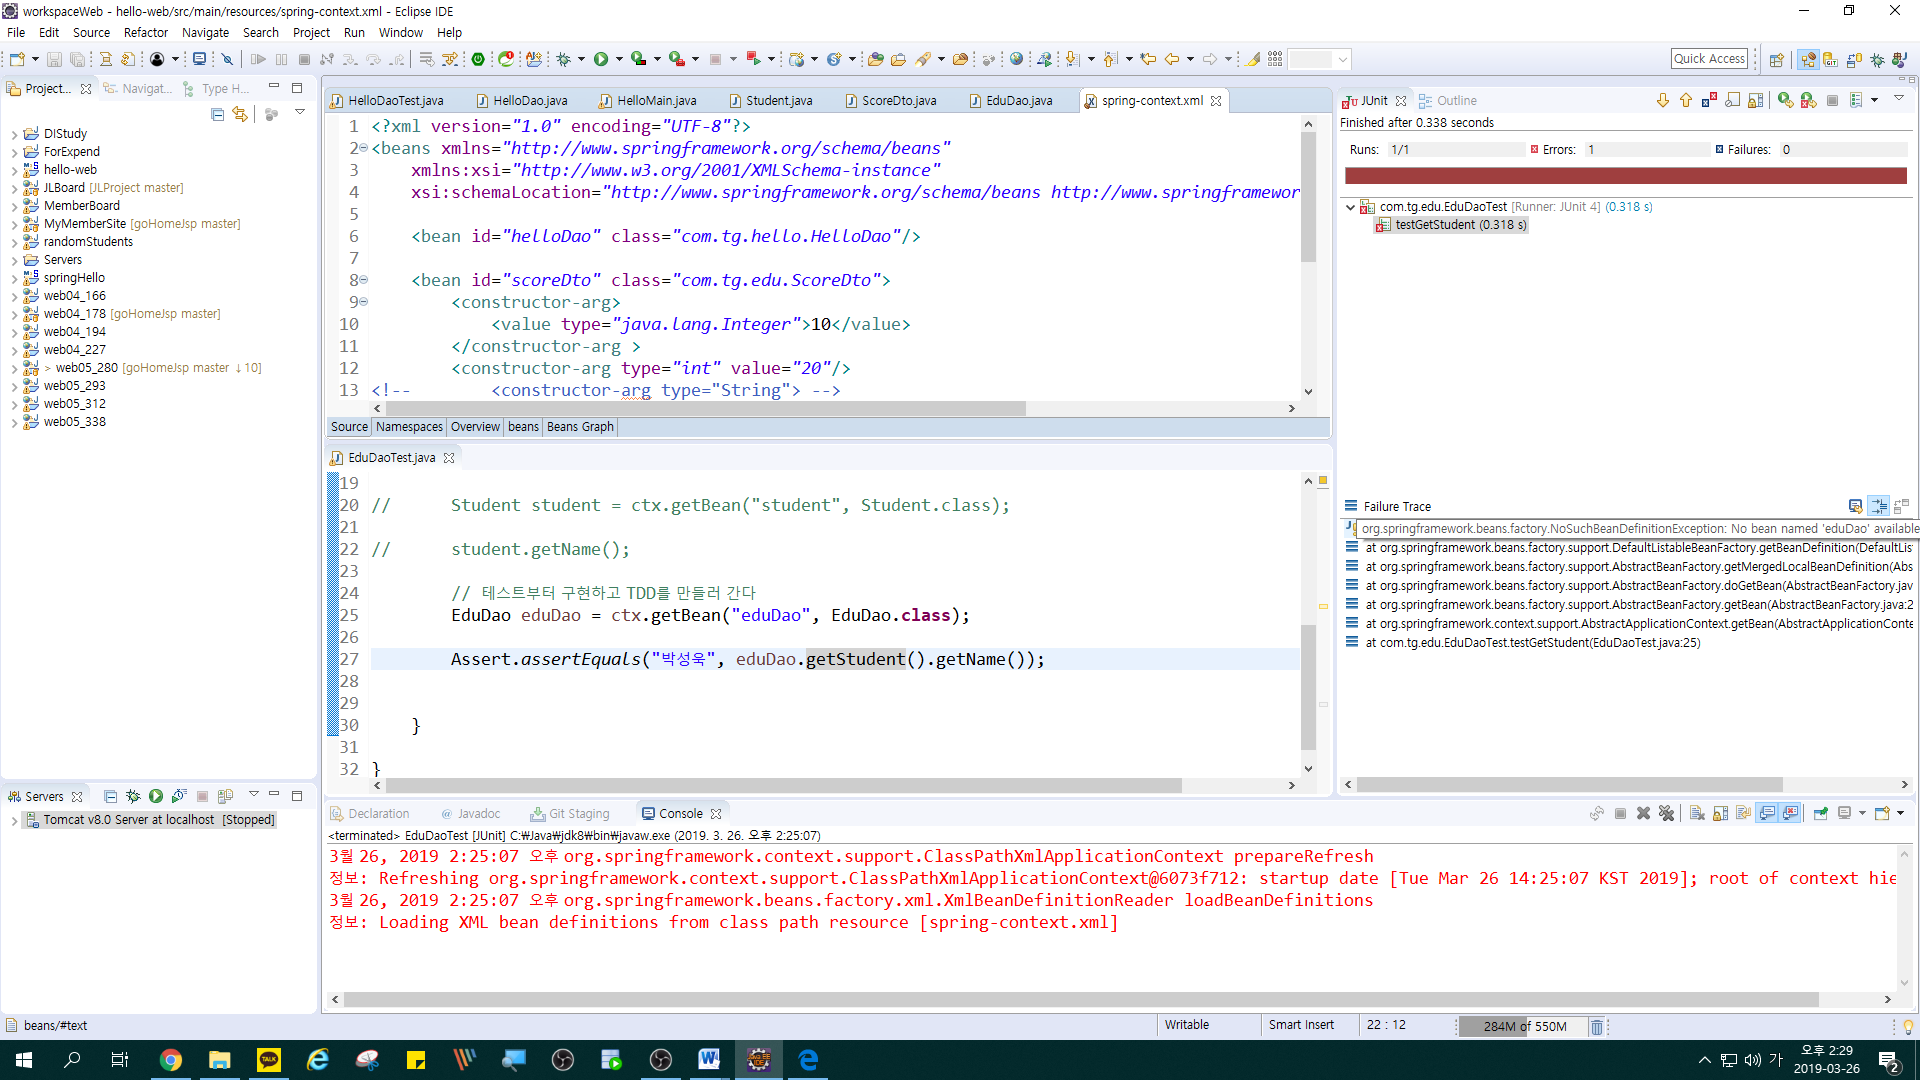 workspaceWeb - hello-web/src/main/resources/spring-context.xml - Eclipse IDE
File Edit Source Refactor Navigate Search Project Run Window Help
Quick Access
Project...
Navigat...
Type H...
DIStudy
ForExpend
hello-web
JLBoard [JLProject master]
MemberBoard
MyMemberSite [goHomeJsp master]
randomStudents
Servers
springHello
web04_166
web04_178 [goHomeJsp master]
web04_194
web04_227
> web05_280 [goHomeJsp master ↓10]
web05_293
web05_312
web05_338
Servers
Tomcat v8.0 Server at localhost [Stopped]
HelloDaoTest.java HelloDao.java HelloMain.java Student.java ScoreDto.java EduDao.java spring-context.xml
1 <?xml version="1.0" encoding="UTF-8"?>
2 <beans xmlns="http://www.springframework.org/schema/beans"
3 xmlns:xsi="http://www.w3.org/2001/XMLSchema-instance"
4 xsi:schemaLocation="http://www.springframework.org/schema/beans http://www.springframewor
5
6 <bean id="helloDao" class="com.tg.hello.HelloDao"/>
7
8 <bean id="scoreDto" class="com.tg.edu.ScoreDto">
9 <constructor-arg>
10 <value type="java.lang.Integer">10</value>
11 </constructor-arg >
12 <constructor-arg type="int" value="20"/>
13 <!-- <constructor-arg type="String"> -->
Source Namespaces Overview beans Beans Graph
EduDaoTest.java
19
20 // Student student = ctx.getBean("student", Student.class);
21
22 // student.getName();
23
24 // 테스트부터 구현하고 TDD를 만들러 간다
25 EduDao eduDao = ctx.getBean("eduDao", EduDao.class);
26
27 Assert.assertEquals("박성욱", eduDao.getStudent().getName());
28
29
30 }
31
32 }
Declaration @ Javadoc Git Staging Console
<terminated> EduDaoTest [JUnit] C:￦Java￦jdk8￦bin￦javaw.exe (2019. 3. 26. 오후 2:25:07)
3월 26, 2019 2:25:07 오후 org.springframework.context.support.ClassPathXmlApplicationContext prepareRefresh
정보: Refreshing org.springframework.context.support.ClassPathXmlApplicationContext@6073f712: startup date [Tue Mar 26 14:25:07 KST 2019]; root of context hie
3월 26, 2019 2:25:07 오후 org.springframework.beans.factory.xml.XmlBeanDefinitionReader loadBeanDefinitions
정보: Loading XML bean definitions from class path resource [spring-context.xml]
JUnit Outline
Finished after 0.338 seconds
Runs: 1/1 Errors: 1 Failures: 0
com.tg.edu.EduDaoTest [Runner: JUnit 4] (0.318 s)
testGetStudent (0.318 s)
Failure Trace
org.springframework.beans.factory.NoSuchBeanDefinitionException: No bean named 'eduDao' available
at org.springframework.beans.factory.support.DefaultListableBeanFactory.getBeanDefinition(DefaultLis
at org.springframework.beans.factory.support.AbstractBeanFactory.getMergedLocalBeanDefinition(Abs
at org.springframework.beans.factory.support.AbstractBeanFactory.doGetBean(AbstractBeanFactory.jav
at org.springframework.beans.factory.support.AbstractBeanFactory.getBean(AbstractBeanFactory.java:2
at org.springframework.context.support.AbstractApplicationContext.getBean(AbstractApplicationConte
at com.tg.edu.EduDaoTest.testGetStudent(EduDaoTest.java:25)
beans/#text
Writable
Smart Insert
22 : 12
284M of 550M
TALK
가
오후 2:29
2019-03-26
2